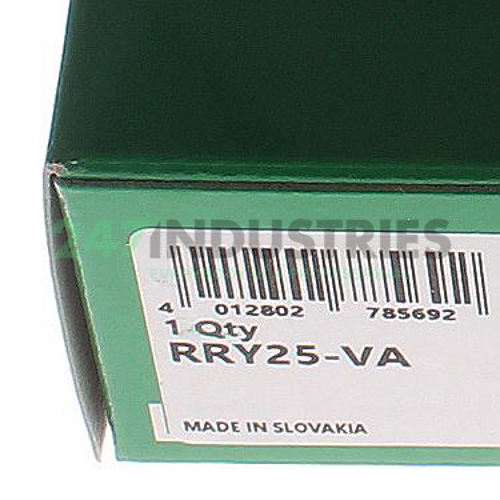 247INDUSTRIES
4 012802 785692
1 Qty
RRY25-VA
MADE IN SLOVAKIA